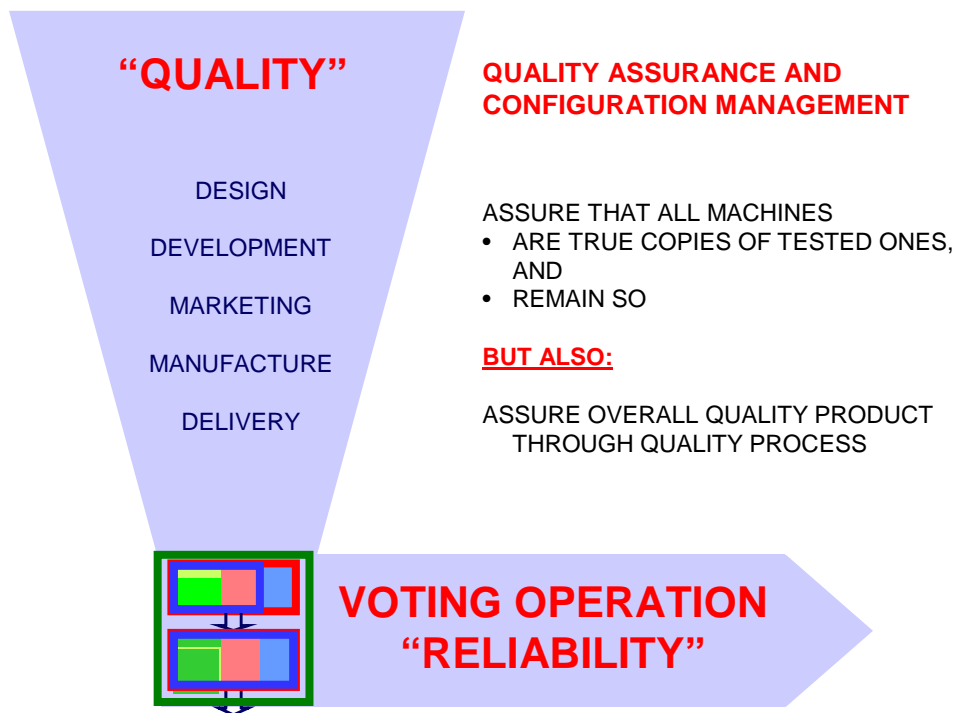 “QUALITY”
DESIGN
DEVELOPMENT
MARKETING
MANUFACTURE
DELIVERY
QUALITY ASSURANCE AND
CONFIGURATION MANAGEMENT
ASSURE THAT ALL MACHINES
• ARE TRUE COPIES OF TESTED ONES,
AND
• REMAIN SO
BUT ALSO:
ASSURE OVERALL QUALITY PRODUCT
THROUGH QUALITY PROCESS
VOTING OPERATION
“RELIABILITY”